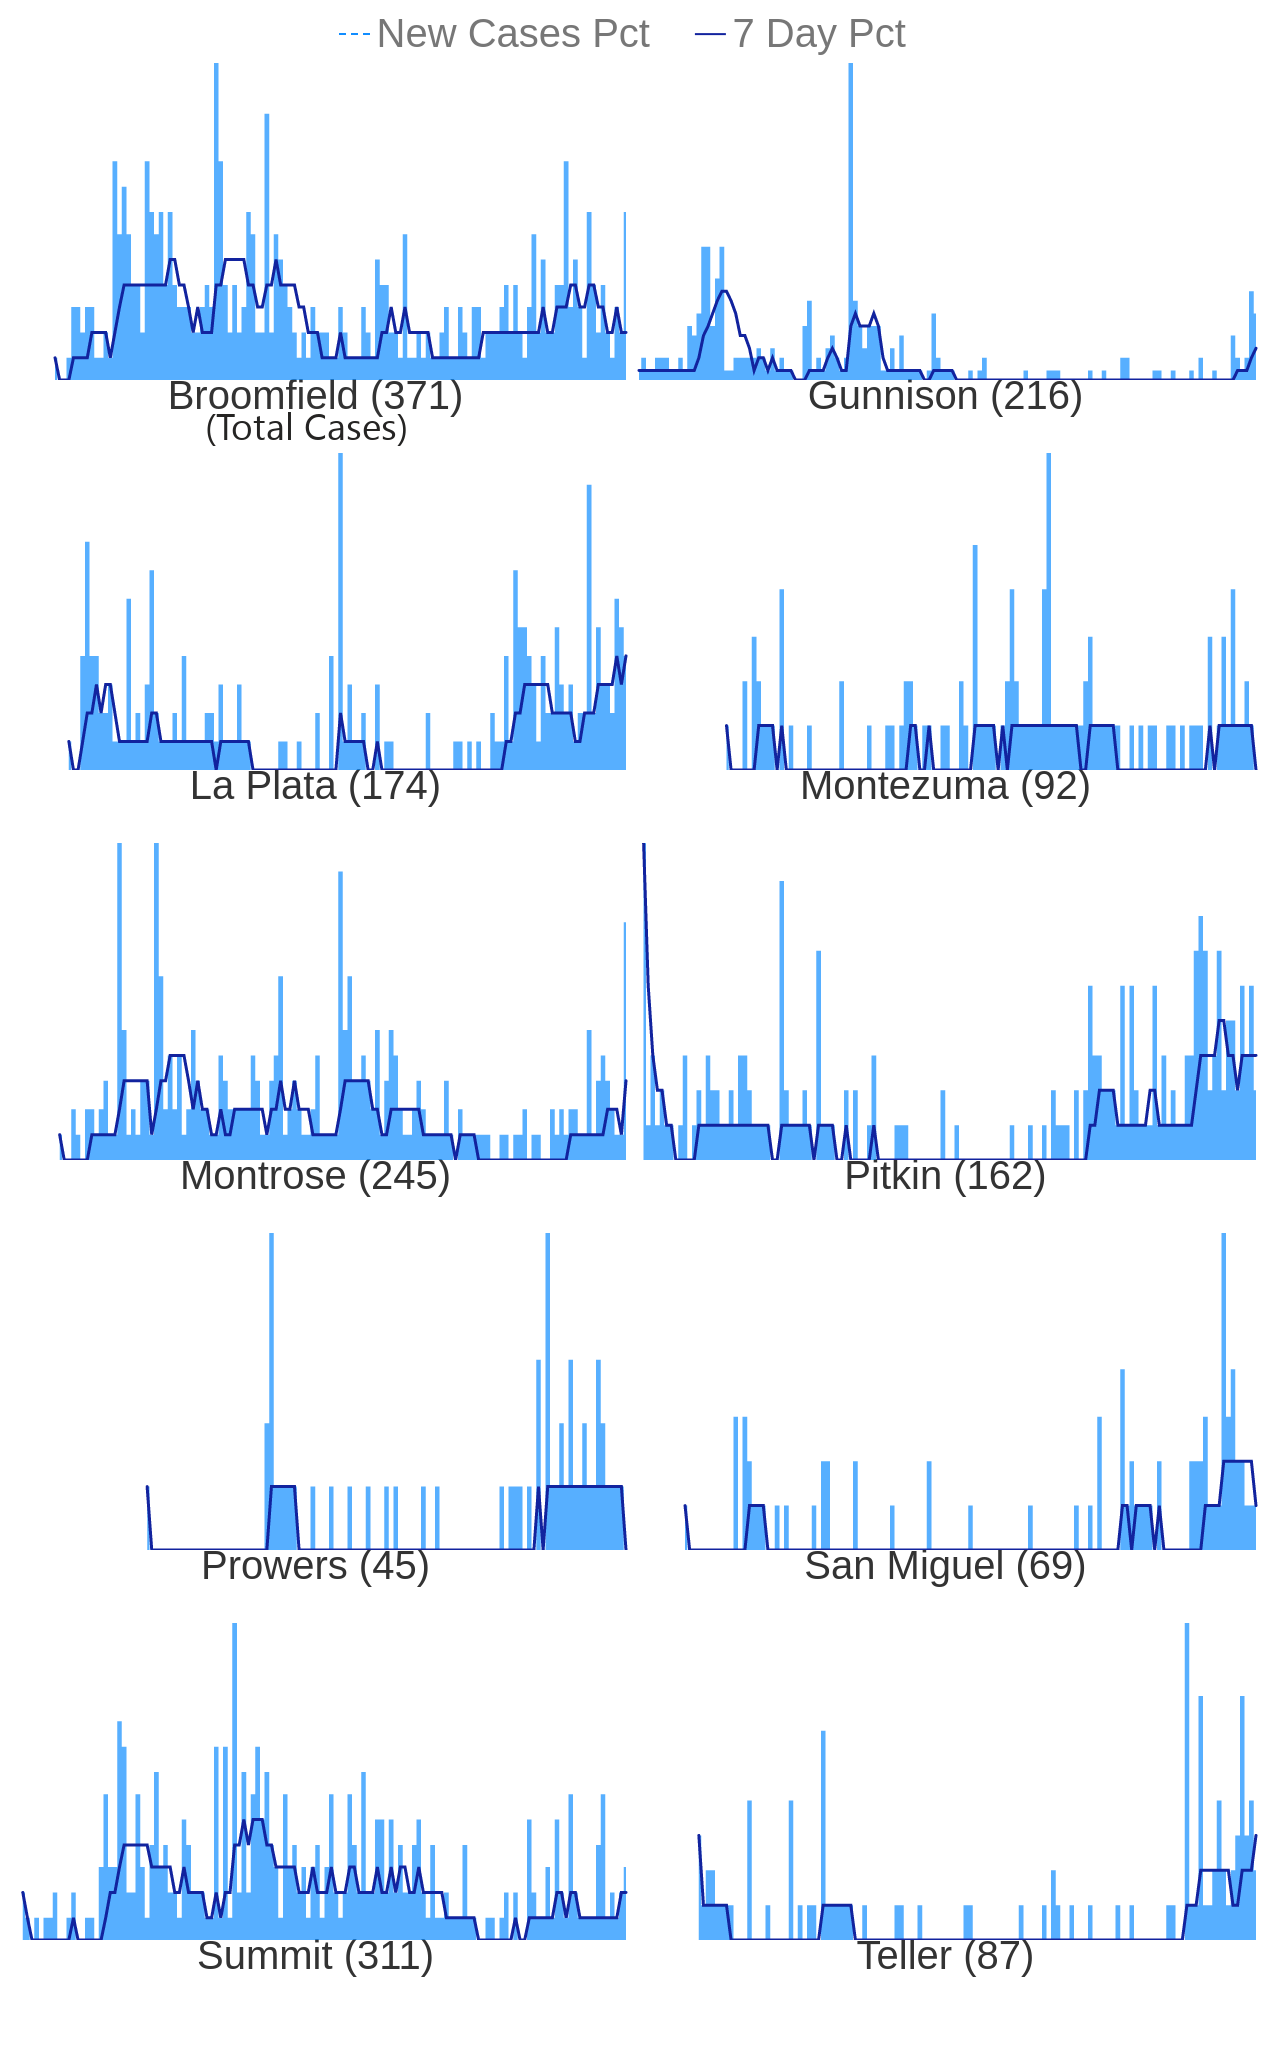 New Cases Pct 7 Day Pct
Broomfield (371) Gunnison (216)
(Total Cases)
La Plata (174) Montezuma (92)
Montrose (245) Pitkin (162)
Prowers (45) San Miguel (69)
Summit (311) Teller (87)